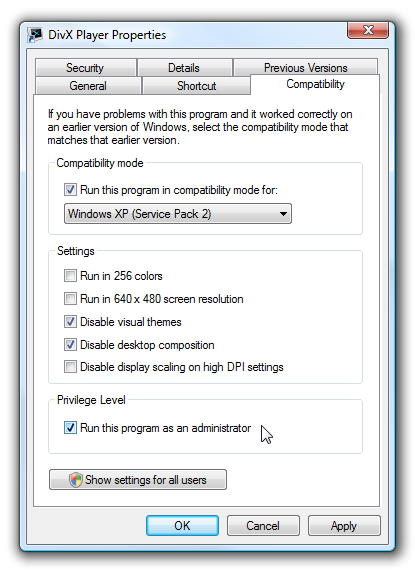 DivX Player Properties
Security Details Previous Versions
General Shortcut Compatibility
If you have problems with this program and it worked correctly on
an earlier version of Windows, select the compatibility mode that
matches that earlier version.
Compatibility mode
Run this program in compatibility mode for:
Windows XP (Service Pack 2)
Settings
Run in 256 colors
Run in 640 x 480 screen resolution
Disable visual themes
Disable desktop composition
Disable display scaling on high DPI settings
Privilege Level
Run this program as an administrator
Show settings for all users
OK Cancel Apply